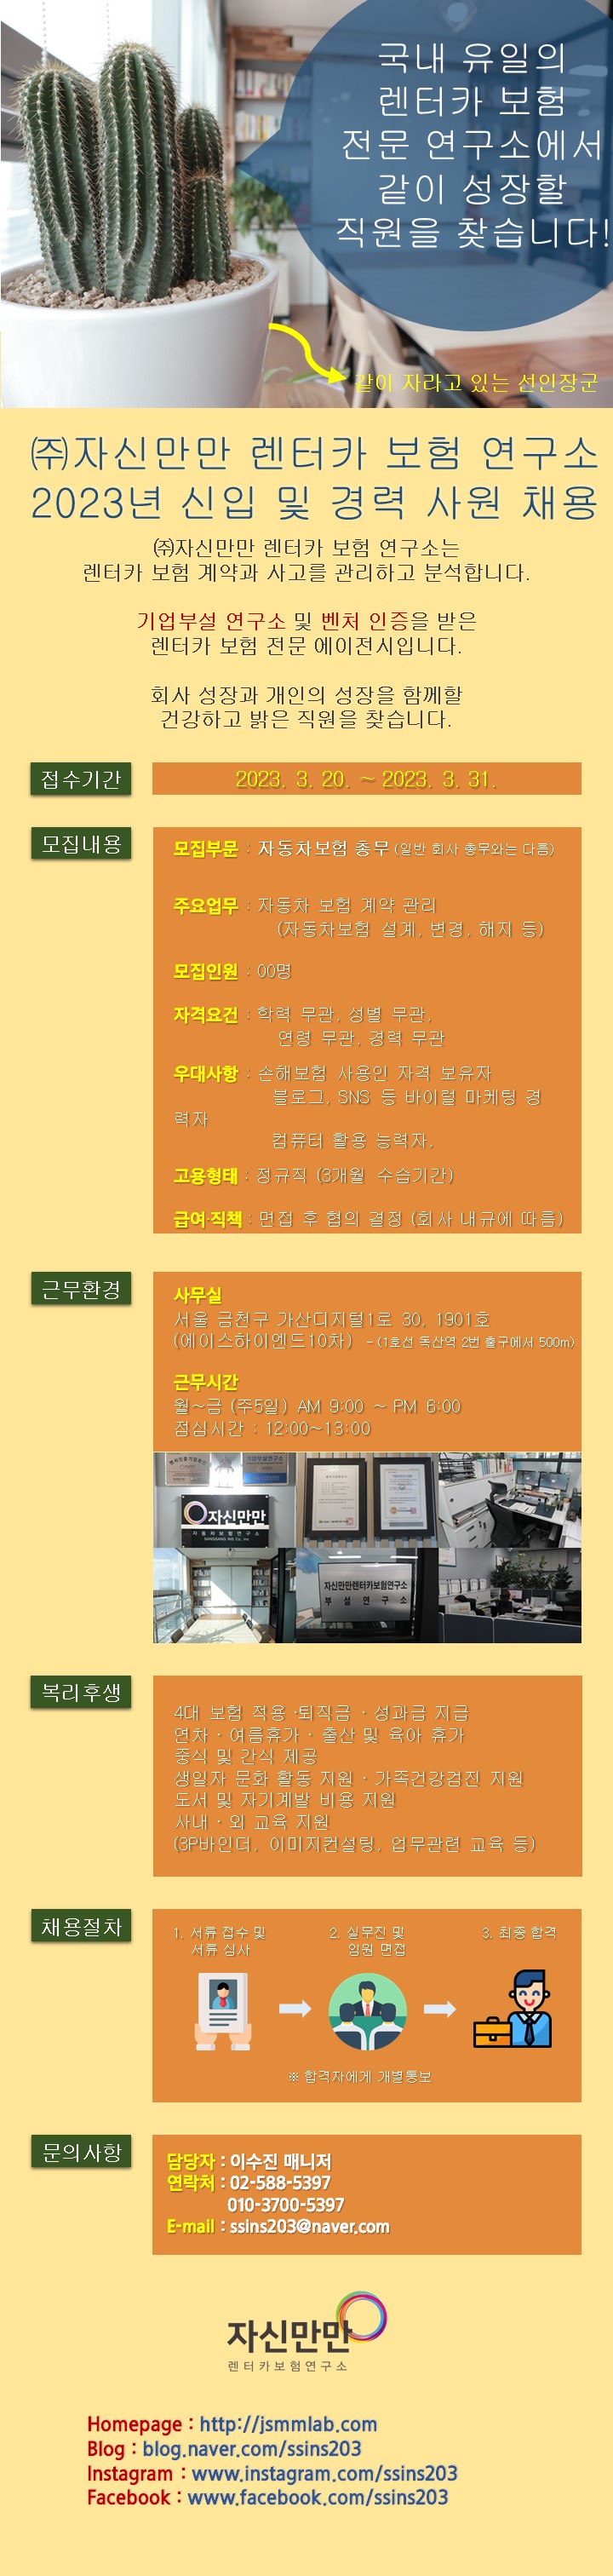 국내 유일의
렌터카 보험
전문 연구소에서
같이 성장할
직원을 찾습니다!
같이 자라고 있는 선인장군
㈜자신만만 렌터카 보험 연구소
2023년 신입 및 경력 사원 채용
㈜자신만만 렌터카 보험 연구소는
렌터카 보험 계약과 사고를 관리하고 분석합니다.
기업부설 연구소 및 벤처 인증을 받은
렌터카 보험 전문 에이전시입니다.
회사 성장과 개인의 성장을 함께할
건강하고 밝은 직원을 찾습니다.
접수기간
2023. 3. 20. ~ 2023. 3. 31.
모집내용
모집부문 : 자동차보험 총무 (일반 회사 총무와는 다름)
주요업무 : 자동차 보험 계약 관리
(자동차보험 설계, 변경, 해지 등)
모집인원 : 00명
자격요건 : 학력 무관, 성별 무관,
연령 무관, 경력 무관
우대사항 : 손해보험 사용인 자격 보유자
블로그, SNS 등 바이럴 마케팅 경
력자
컴퓨터 활용 능력자,
고용형태 : 정규직 (3개월 수습기간)
급여·직책 : 면접 후 협의 결정 (회사 내규에 따름)
근무환경
사무실
서울 금천구 가산디지털1로 30, 1901호
(에이스하이엔드10차) - (1호선 독산역 2번 출구에서 500m)
근무시간
월~금 (주5일) AM 9:00 ~ PM 6:00
점심시간 : 12:00~13:00
기업부설연구소
자신만만
자동차보험연구소
자신만만렌터카보험연구소
부설연구소
복리후생
4대 보험 적용 ·퇴직금 · 성과급 지급
연차 · 여름휴가 · 출산 및 육아 휴가
중식 및 간식 제공
생일자 문화 활동 지원 · 가족건강검진 지원
도서 및 자기계발 비용 지원
사내 · 외 교육 지원
(3P바인더, 이미지컨설팅, 업무관련 교육 등)
채용절차
1. 서류 접수 및
서류 심사
2. 실무진 및
임원 면접
3. 최종 합격
※ 합격자에게 개별통보
문의사항
담당자 : 이수진 매니저
연락처 : 02-588-5397
010-3700-5397
E-mail : ssins203@naver.com
자신만만
렌터카보험연구소
Homepage : http://jsmmlab.com
Blog : blog.naver.com/ssins203
Instagram : www.instagram.com/ssins203
Facebook : www.facebook.com/ssins203